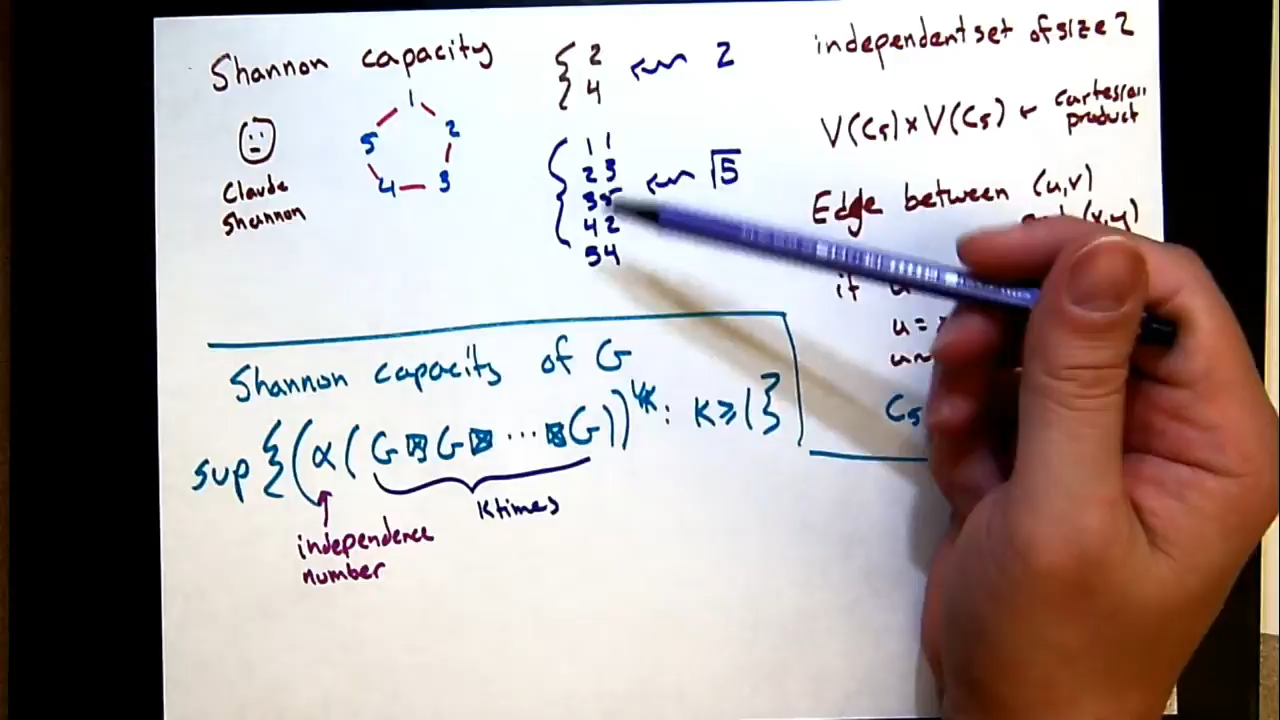 Shannon capacity
Claude
Shannon
1
5 2
4 3
{ 2
4
2
{ 1 1
2 3
3 5
4 2
5 4
√5
independent set of size 2
V(C5) × V(C5) ← cartesian
product
Edge between (u,v)
(x,y)
if u
u =
C5
Shannon capacity of G
sup {(α(G⊠G⊠ ··· ⊠G))^1/k : K ≥ 1}
K times
independence
number